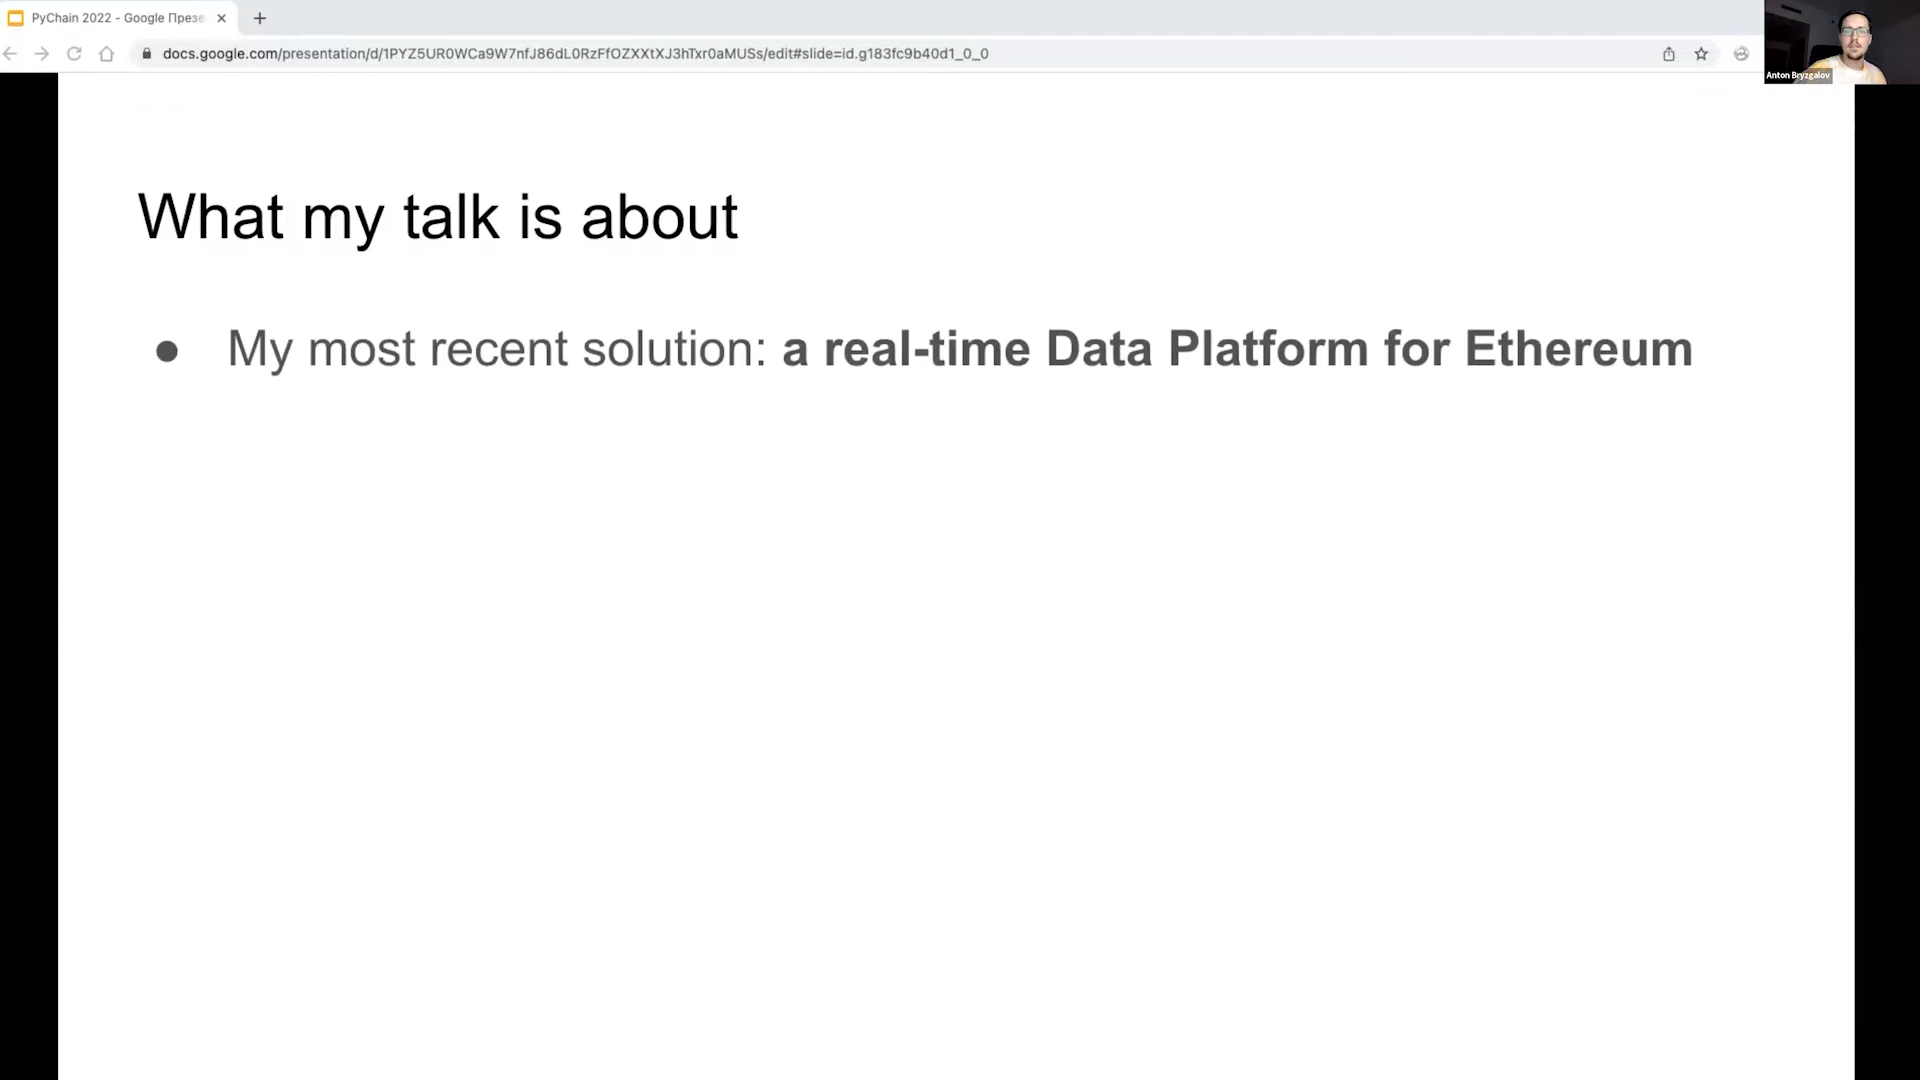 PyChain 2022 - Google Презе
docs.google.com/presentation/d/1PYZ5UR0WCa9W7nfJ86dL0RzFfOZXXtXJ3hTxr0aMUSs/edit#slide=id.g183fc9b40d1_0_0
Anton Bryzgalov
What my talk is about
● My most recent solution: a real-time Data Platform for Ethereum